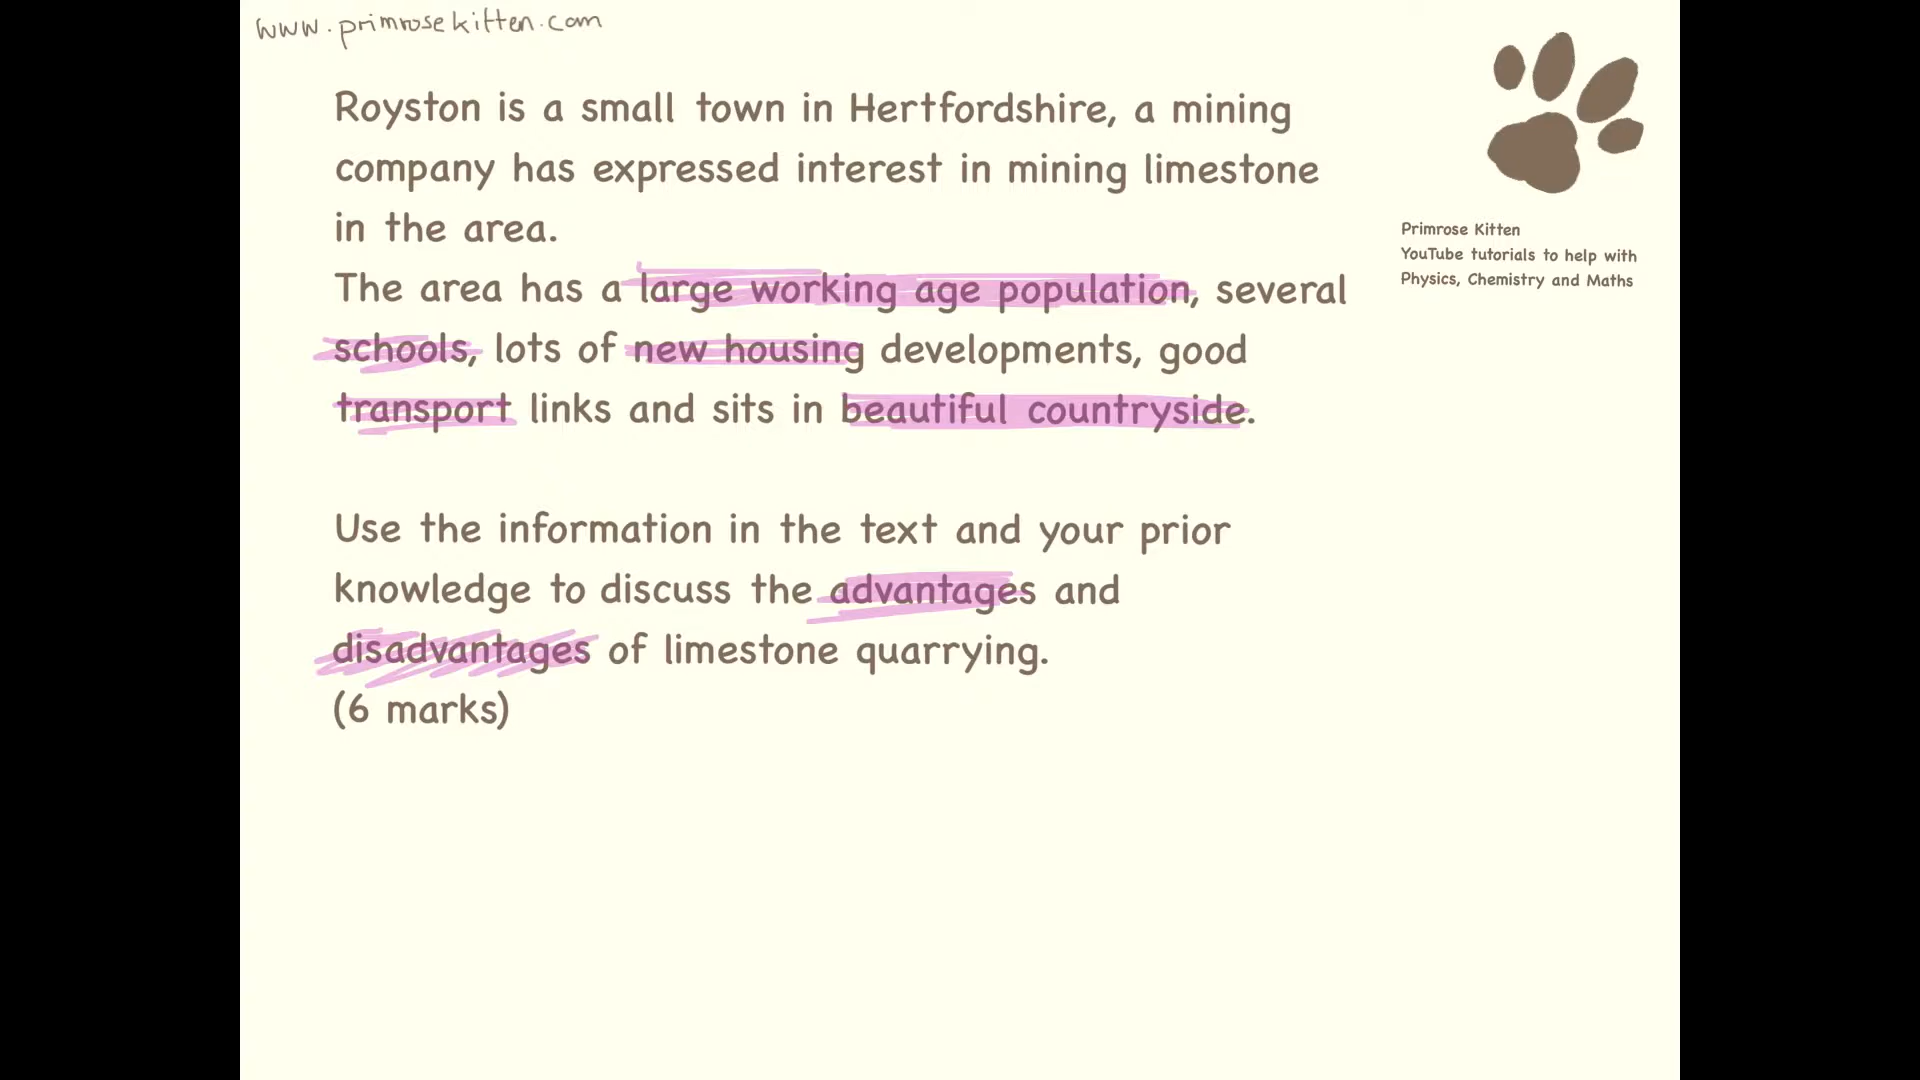 www.primrosekitten.com
Royston is a small town in Hertfordshire, a mining
company has expressed interest in mining limestone
in the area.
The area has a large working age population, several
schools, lots of new housing developments, good
transport links and sits in beautiful countryside.
Use the information in the text and your prior
knowledge to discuss the advantages and
disadvantages of limestone quarrying.
(6 marks)
Primrose Kitten
YouTube tutorials to help with
Physics, Chemistry and Maths